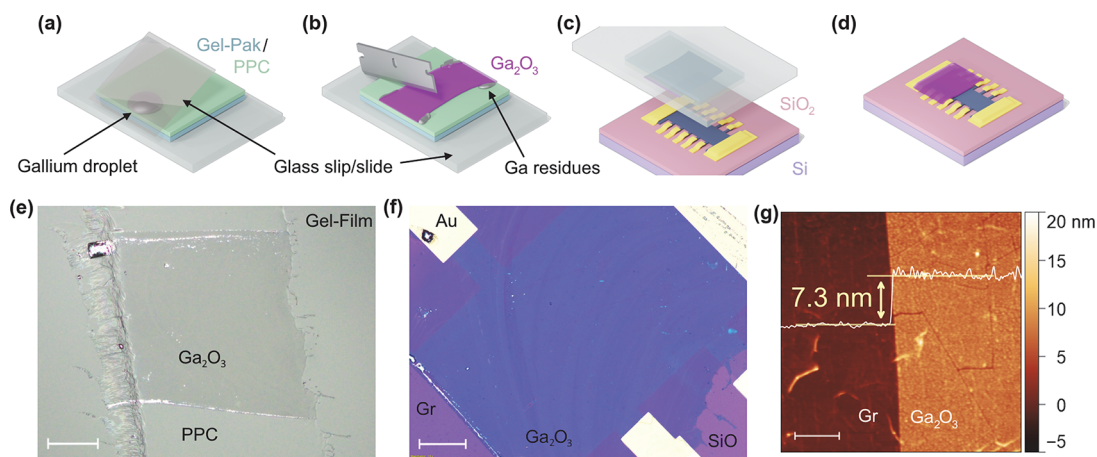 (a)
Gel-Pak/
PPC
Gallium droplet
Glass slip/slide
(b)
Ga₂O₃
Ga residues
(c)
SiO₂
Si
(d)
(e)
Gel-Film
Ga₂O₃
PPC
(f)
Au
Gr
Ga₂O₃
SiO
(g)
7.3 nm
Gr
Ga₂O₃
20 nm
15
10
5
0
−5